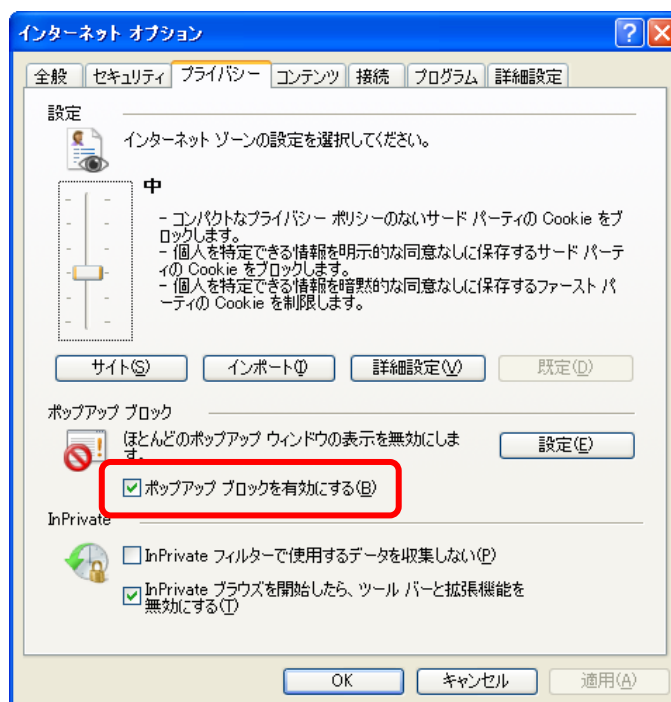 インターネット オプション
全般 セキュリティ プライバシー コンテンツ 接続 プログラム 詳細設定
設定
インターネット ゾーンの設定を選択してください。
中
- コンパクトなプライバシー ポリシーのないサード パーティの Cookie をブ
ロックします。
- 個人を特定できる情報を明示的な同意なしに保存するサード パーテ
ィの Cookie をブロックします。
- 個人を特定できる情報を暗黙的な同意なしに保存するファースト パ
ーティの Cookie を制限します。
サイト(S) インポート(I) 詳細設定(V) 既定(D)
ポップアップ ブロック
ほとんどのポップアップ ウィンドウの表示を無効にしま
す。
設定(E)
ポップアップ ブロックを有効にする(B)
InPrivate
InPrivate フィルターで使用するデータを収集しない(P)
InPrivate ブラウズを開始したら、ツール バーと拡張機能を
無効にする(T)
OK キャンセル 適用(A)